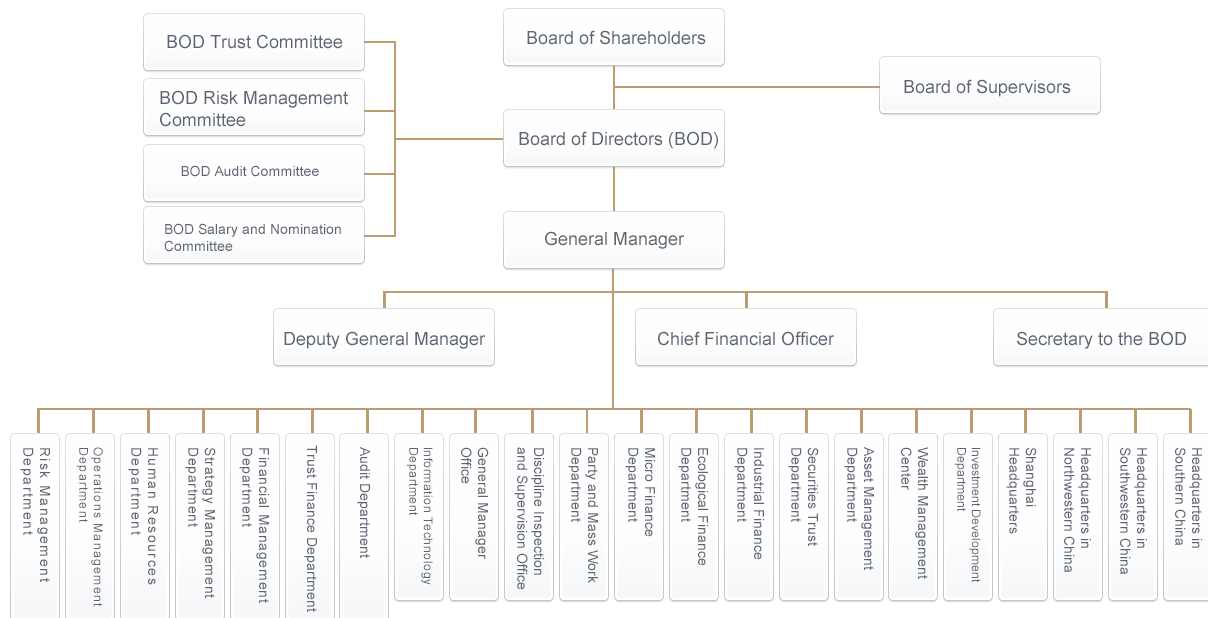 BOD Trust Committee
Board of Shareholders
Board of Supervisors
BOD Risk Management
Committee
Board of Directors (BOD)
BOD Audit Committee
BOD Salary and Nomination
Committee
General Manager
Deputy General Manager
Chief Financial Officer
Secretary to the BOD
Risk Management
Department
Operations Management
Department
Human Resources
Department
Strategy Management
Department
Financial Management
Department
Trust Finance Department
Audit Department
Information Technology
Department
General Manager
Office
Discipline Inspection
and Supervision Office
Party and Mass Work
Department
Micro Finance
Department
Ecological Finance
Department
Industrial Finance
Department
Securities Trust
Department
Asset Management
Department
Wealth Management
Center
Investment Development
Department
Shanghai
Headquarters
Headquarters in
Northwestern China
Headquarters in
Southwestern China
Headquarters in
Southern China